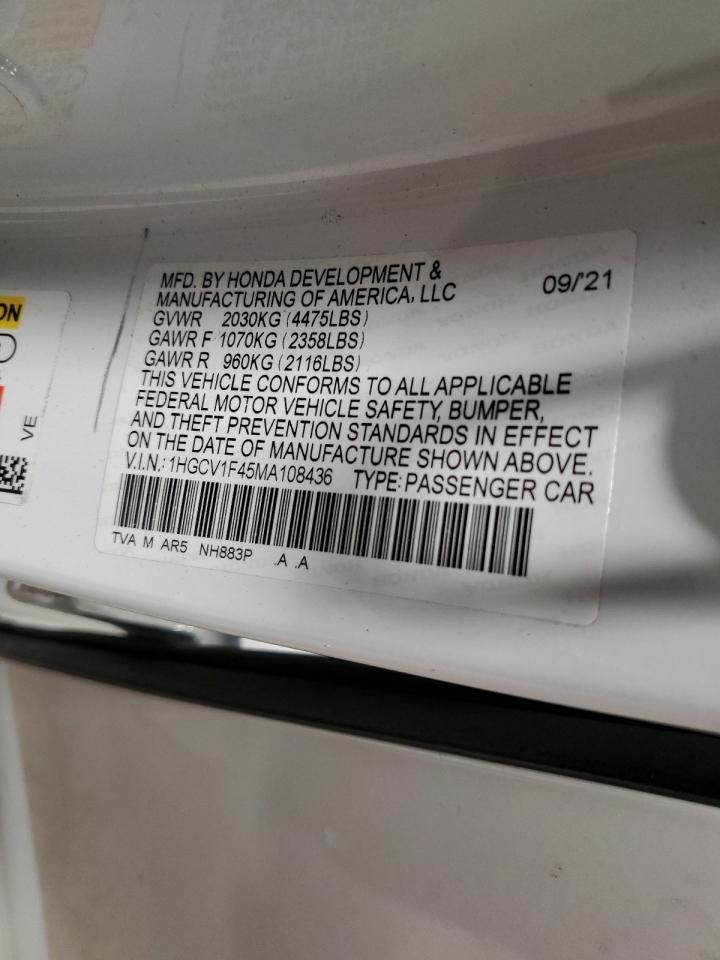 MFD. BY HONDA DEVELOPMENT & 09/'21
MANUFACTURING OF AMERICA, LLC
GVWR 2030KG (4475LBS)
GAWR F 1070KG (2358LBS)
GAWR R 960KG (2116LBS)
THIS VEHICLE CONFORMS TO ALL APPLICABLE
FEDERAL MOTOR VEHICLE SAFETY, BUMPER,
AND THEFT PREVENTION STANDARDS IN EFFECT
ON THE DATE OF MANUFACTURE SHOWN ABOVE.
V.I.N.: 1HGCV1F45MA108436 TYPE: PASSENGER CAR
TVA M AR5 NH883P .A .A
ON
VE